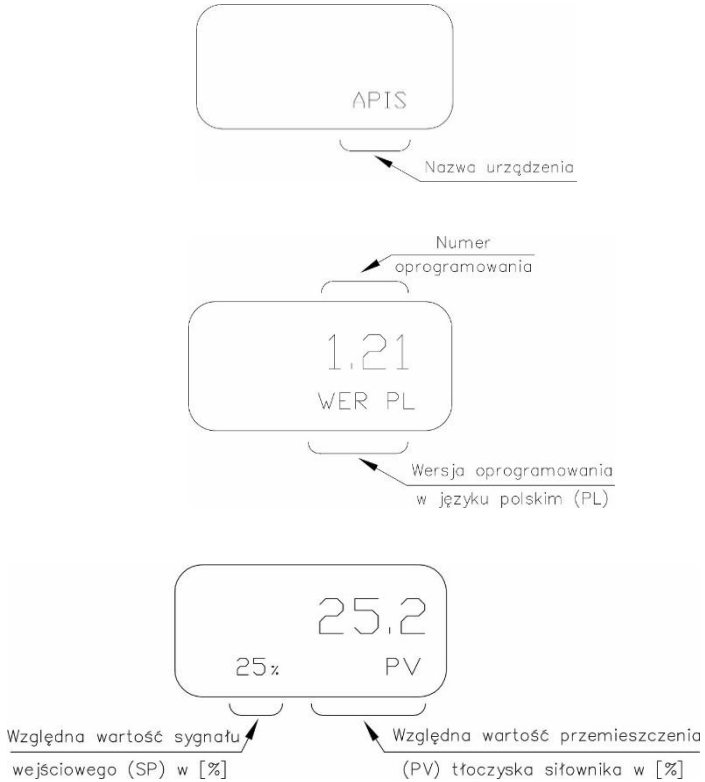 APIS
Nazwa urządzenia
Numer
oprogramowania
1.21
WER PL
Wersja oprogramowania
w języku polskim (PL)
25.2
25% PV
Względna wartość sygnału
wejściowego (SP) w [%]
Względna wartość przemieszczenia
(PV) tłoczyska siłownika w [%]